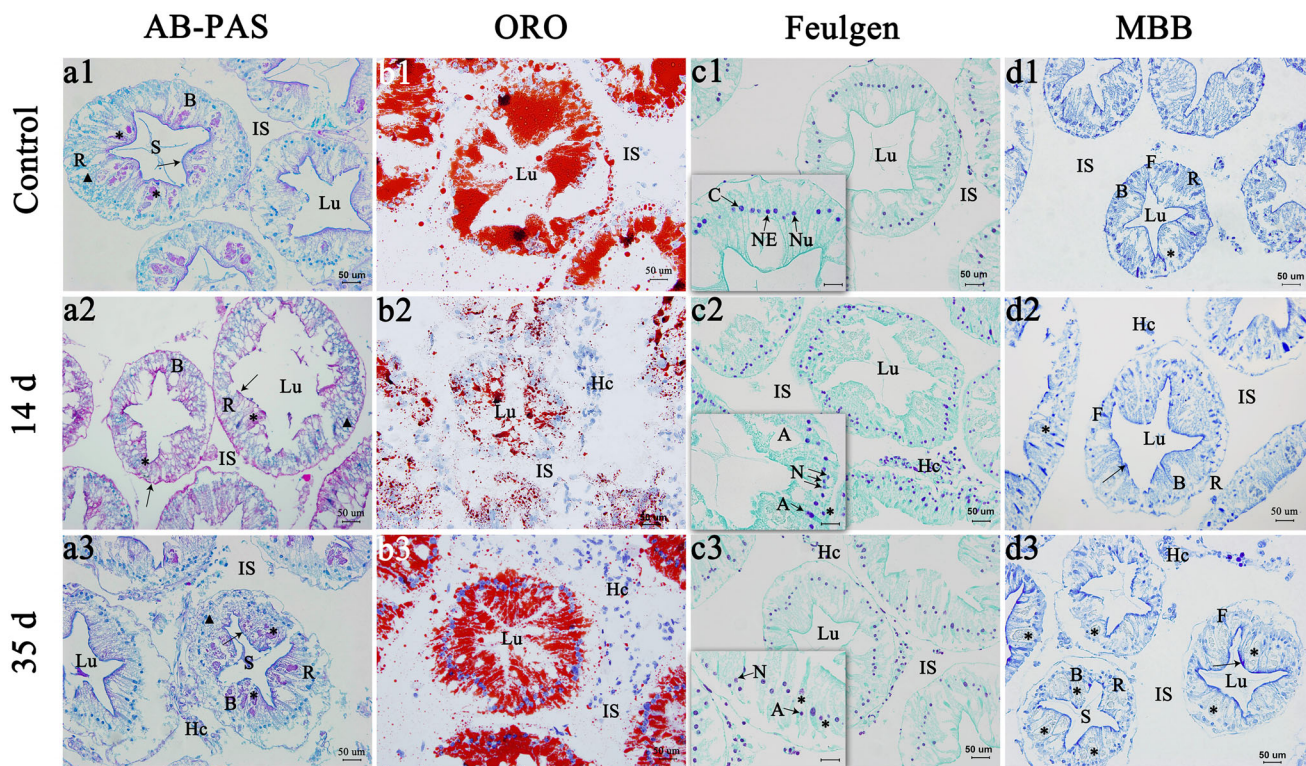 AB-PAS ORO Feulgen MBB
Control
a1 B IS * S R ▲ * Lu 50 um
b1 IS Lu 50 um
c1 Lu IS C NE Nu 50 um
d1 IS F B R Lu * 50 um
14 d
a2 B Lu R * ▲ * IS 50 um
b2 Hc Lu IS
c2 Lu IS A Hc N A * 50 um
d2 Hc IS F * Lu B R 50 um
35 d
a3 IS ▲ * Lu S R B * Hc 50 um
b3 Hc Lu IS 50 um
c3 Hc Lu IS N * A * 50 um
d3 Hc F * * * Lu B R IS * * S * * 50 um